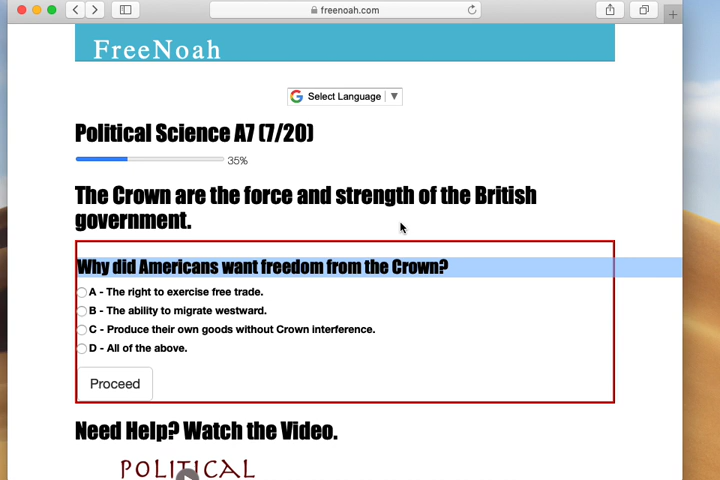 freenoah.com
FreeNoah
Select Language
Political Science A7 (7/20)
35%
The Crown are the force and strength of the British
government.
Why did Americans want freedom from the Crown?
A - The right to exercise free trade.
B - The ability to migrate westward.
C - Produce their own goods without Crown interference.
D - All of the above.
Proceed
Need Help? Watch the Video.
POLITICAL